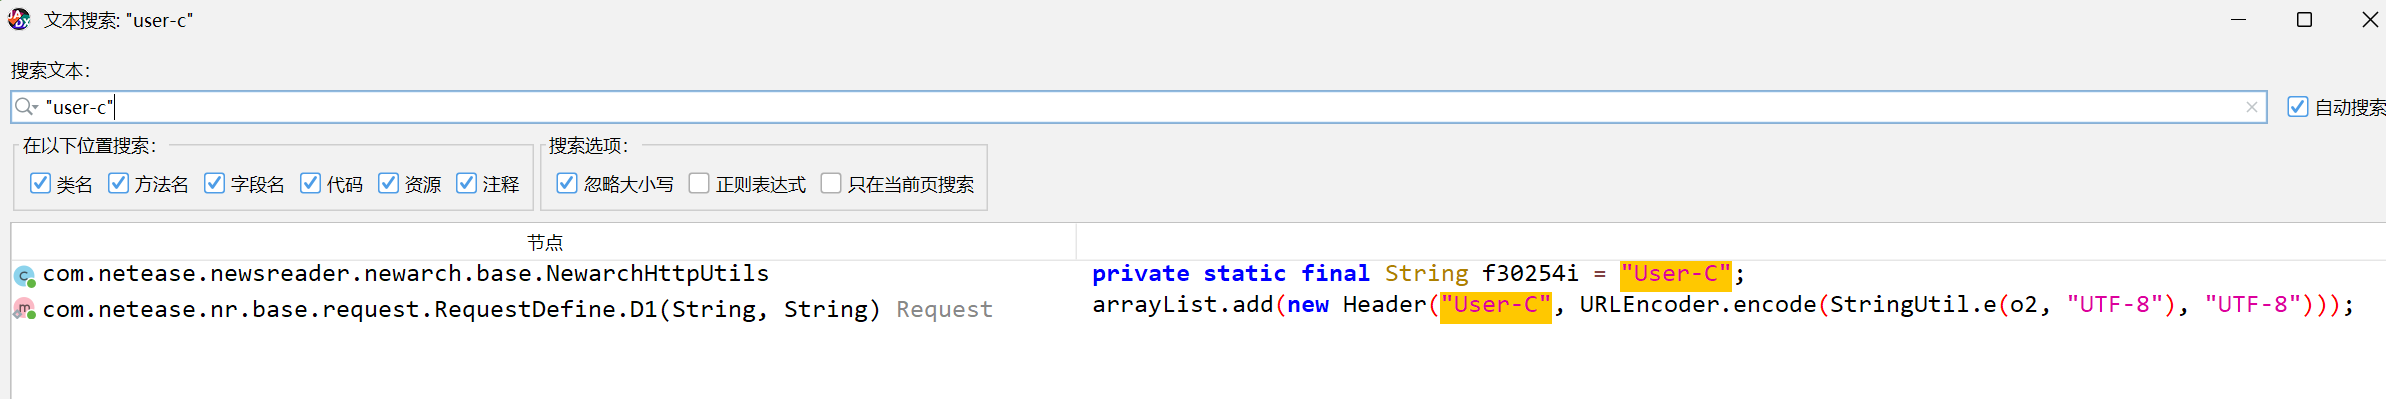 文本搜索: "user-c"
搜索文本:
"user-c"
自动搜索
在以下位置搜索:
搜索选项:
类名 方法名 字段名 代码 资源 注释
忽略大小写 正则表达式 只在当前页搜索
节点
com.netease.newsreader.newarch.base.NewarchHttpUtils private static final String f30254i = "User-C";
com.netease.nr.base.request.RequestDefine.D1(String, String) Request arrayList.add(new Header("User-C", URLEncoder.encode(StringUtil.e(o2, "UTF-8"), "UTF-8")));